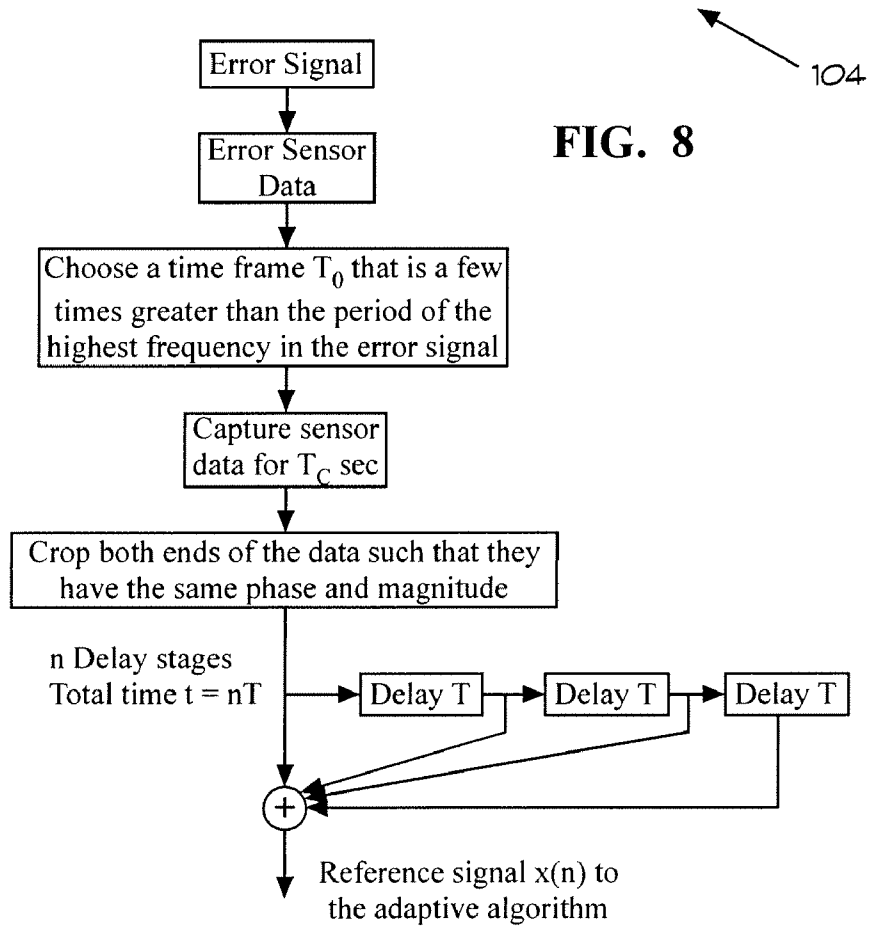 104
FIG. 8
Error Signal
Error Sensor
Data
Choose a time frame T0 that is a few
times greater than the period of the
highest frequency in the error signal
Capture sensor
data for TC sec
Crop both ends of the data such that they
have the same phase and magnitude
n Delay stages
Total time t = nT
Delay T
Delay T
Delay T
+
Reference signal x(n) to
the adaptive algorithm